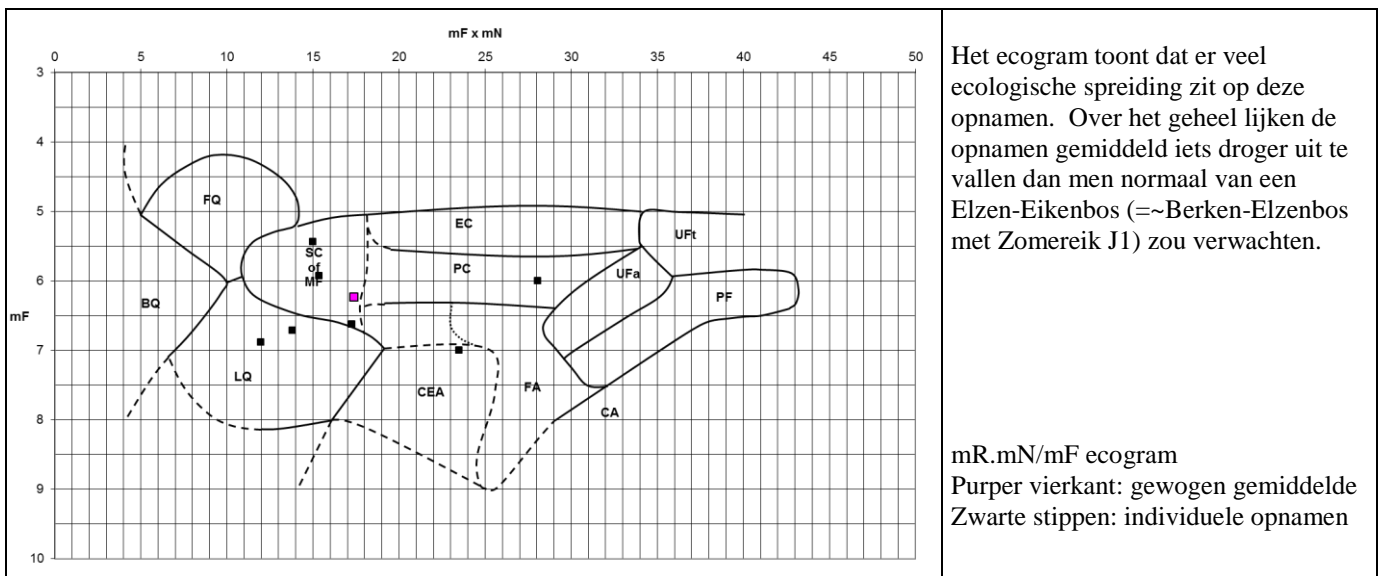 mF x mN
0 5 10 15 20 25 30 35 40 45 50
3
4
5
6
mF
7
8
9
10
FQ
EC
UFt
SC
of
MF
PC
UFa
PF
BQ
LQ
CEA
FA
CA
Het ecogram toont dat er veel
ecologische spreiding zit op deze
opnamen. Over het geheel lijken de
opnamen gemiddeld iets droger uit te
vallen dan men normaal van een
Elzen-Eikenbos (=~Berken-Elzenbos
met Zomereik J1) zou verwachten.
mR.mN/mF ecogram
Purper vierkant: gewogen gemiddelde
Zwarte stippen: individuele opnamen